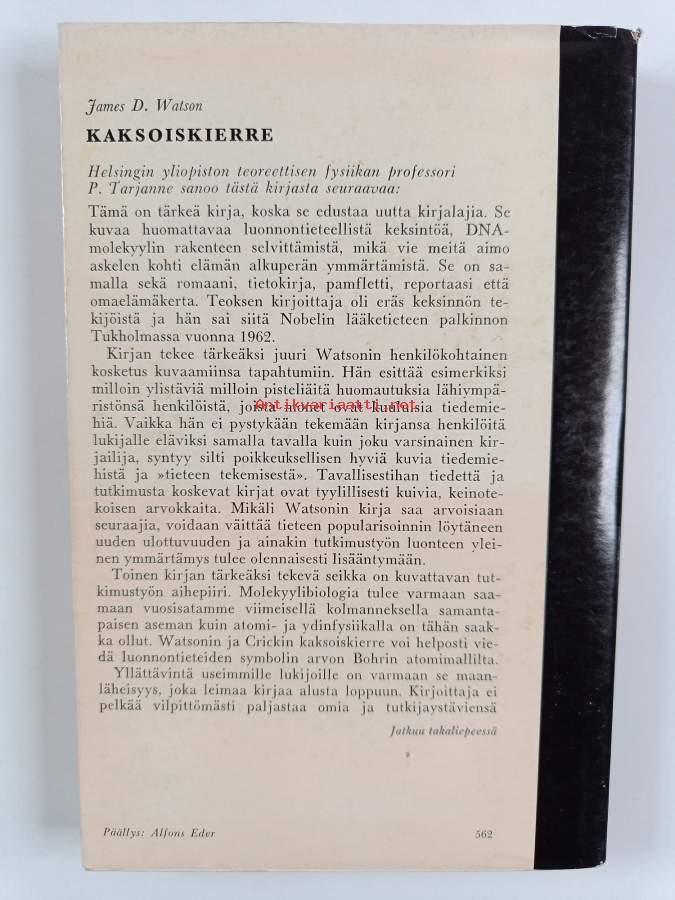 James D. Watson
KAKSOISKIERRE
Helsingin yliopiston teoreettisen fysiikan professori
P. Tarjanne sanoo tästä kirjasta seuraavaa:
Tämä on tärkeä kirja, koska se edustaa uutta kirjalajia. Se
kuvaa huomattavaa luonnontieteellistä keksintöä, DNA-
molekyylin rakenteen selvittämistä, mikä vie meitä aimo
askelen kohti elämän alkuperän ymmärtämistä. Se on sa-
malla sekä romaani, tietokirja, pamfletti, reportaasi että
omaelämäkerta. Teoksen kirjoittaja oli eräs keksinnön te-
kijöistä ja hän sai siitä Nobelin lääketieteen palkinnon
Tukholmassa vuonna 1962.
Kirjan tekee tärkeäksi juuri Watsonin henkilökohtainen
kosketus kuvaamiinsa tapahtumiin. Hän esittää esimerkiksi
milloin ylistäviä milloin pisteliäitä huomautuksia lähiympä-
ristönsä henkilöistä, joista monet ovat kuuluisia tiedemie-
Antikvariaatti.net
hiä. Vaikka hän ei pystykään tekemään kirjansa henkilöitä
lukijalle eläviksi samalla tavalla kuin joku varsinainen kir-
jailija, syntyy silti poikkeuksellisen hyviä kuvia tiedemie-
histä ja »tieteen tekemisestä». Tavallisestihan tiedettä ja
tutkimusta koskevat kirjat ovat tyylillisesti kuivia, keinote-
koisen arvokkaita. Mikäli Watsonin kirja saa arvoisiaan
seuraajia, voidaan väittää tieteen popularisoinnin löytäneen
uuden ulottuvuuden ja ainakin tutkimustyön luonteen ylei-
nen ymmärtämys tulee olennaisesti lisääntymään.
Toinen kirjan tärkeäksi tekevä seikka on kuvattavan tut-
kimustyön aihepiiri. Molekyylibiologia tulee varmaan saa-
maan vuosisatamme viimeisellä kolmanneksella samanta-
paisen aseman kuin atomi- ja ydinfysiikalla on tähän saak-
ka ollut. Watsonin ja Crickin kaksoiskierre voi helposti vie-
dä luonnontieteiden symbolin arvon Bohrin atomimallilta.
Yllättävintä useimmille lukijoille on varmaan se maan-
läheisyys, joka leimaa kirjaa alusta loppuun. Kirjoittaja ei
pelkää vilpittömästi paljastaa omia ja tutkijaystäviensä
Jatkuu takaliepeessä
Päällys: Alfons Eder
562